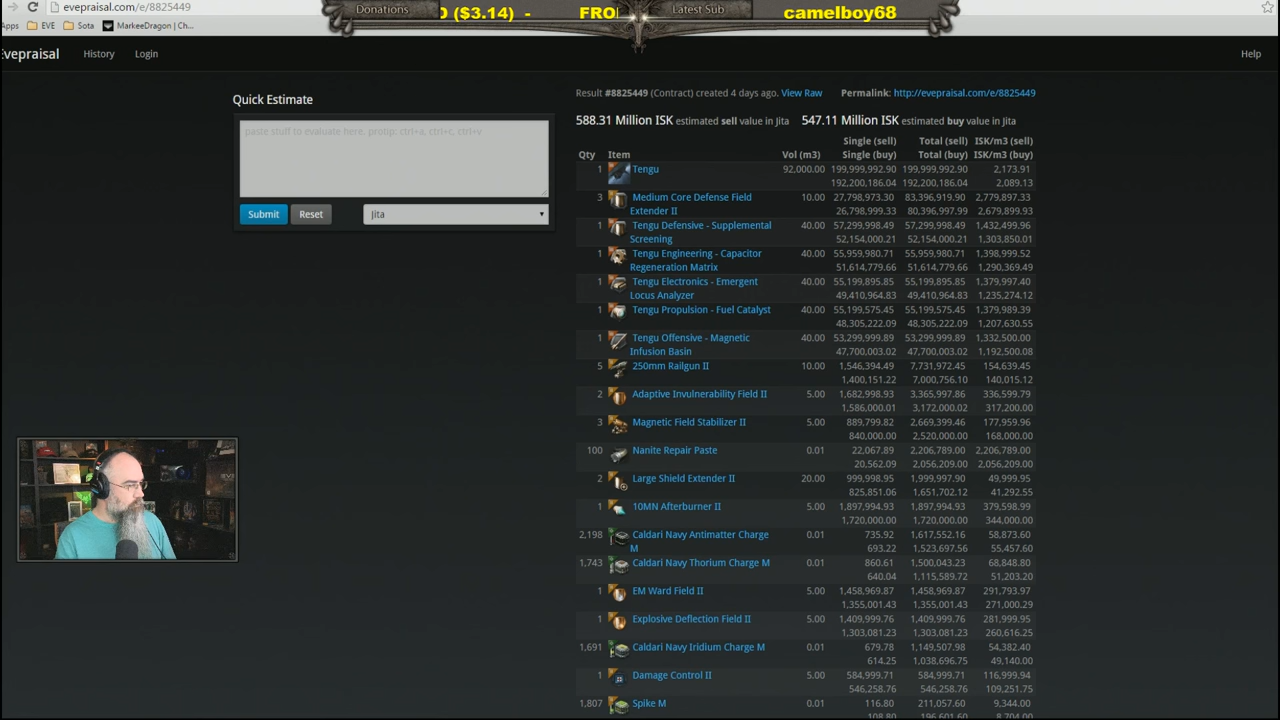 evepraisal.com/e/8825449
Donations
($3.14) -
Latest Sub
camelboy68
Apps
EVE
Sota
MarkeeDragon | Ch...
Evepraisal
History
Login
Help
Quick Estimate
paste stuff to evaluate here. protip: ctrl+a, ctrl+c, ctrl+v
Submit
Reset
Jita
Result #8825449 (Contract) created 4 days ago. View Raw
Permalink: http://evepraisal.com/e/8825449
588.31 Million ISK estimated sell value in Jita
547.11 Million ISK estimated buy value in Jita
Single (sell) Total (sell) ISK/m3 (sell)
Qty Item Vol (m3) Single (buy) Total (buy) ISK/m3 (buy)
1 Tengu 92,000.00 199,999,992.90 199,999,992.90 2,173.91
192,200,186.04 192,200,186.04 2,089.13
3 Medium Core Defense Field 10.00 27,798,973.30 83,396,919.90 2,779,897.33
Extender II 26,798,999.33 80,396,997.99 2,679,899.93
1 Tengu Defensive - Supplemental 40.00 57,299,998.49 57,299,998.49 1,432,499.96
Screening 52,154,000.21 52,154,000.21 1,303,850.01
1 Tengu Engineering - Capacitor 40.00 55,959,980.71 55,959,980.71 1,398,999.52
Regeneration Matrix 51,614,779.66 51,614,779.66 1,290,369.49
1 Tengu Electronics - Emergent 40.00 55,199,895.85 55,199,895.85 1,379,997.40
Locus Analyzer 49,410,964.83 49,410,964.83 1,235,274.12
1 Tengu Propulsion - Fuel Catalyst 40.00 55,199,575.45 55,199,575.45 1,379,989.39
48,305,222.09 48,305,222.09 1,207,630.55
1 Tengu Offensive - Magnetic 40.00 53,299,999.89 53,299,999.89 1,332,500.00
Infusion Basin 47,700,003.02 47,700,003.02 1,192,500.08
5 250mm Railgun II 10.00 1,546,394.49 7,731,972.45 154,639.45
1,400,151.22 7,000,756.10 140,015.12
2 Adaptive Invulnerability Field II 5.00 1,682,998.93 3,365,997.86 336,599.79
1,586,000.01 3,172,000.02 317,200.00
3 Magnetic Field Stabilizer II 5.00 889,799.82 2,669,399.46 177,959.96
840,000.00 2,520,000.00 168,000.00
100 Nanite Repair Paste 0.01 22,067.89 2,206,789.00 2,206,789.00
20,562.09 2,056,209.00 2,056,209.00
2 Large Shield Extender II 20.00 999,998.95 1,999,997.90 49,999.95
825,851.06 1,651,702.12 41,292.55
1 10MN Afterburner II 5.00 1,897,994.93 1,897,994.93 379,598.99
1,720,000.00 1,720,000.00 344,000.00
2,198 Caldari Navy Antimatter Charge 0.01 735.92 1,617,552.16 58,873.60
M 693.22 1,523,697.56 55,457.60
1,743 Caldari Navy Thorium Charge M 0.01 860.61 1,500,043.23 68,848.80
640.04 1,115,589.72 51,203.20
1 EM Ward Field II 5.00 1,458,969.87 1,458,969.87 291,793.97
1,355,001.43 1,355,001.43 271,000.29
1 Explosive Deflection Field II 5.00 1,409,999.76 1,409,999.76 281,999.95
1,303,081.23 1,303,081.23 260,616.25
1,691 Caldari Navy Iridium Charge M 0.01 679.78 1,149,507.98 54,382.40
614.25 1,038,696.75 49,140.00
1 Damage Control II 5.00 584,999.71 584,999.71 116,999.94
546,258.76 546,258.76 109,251.75
1,807 Spike M 0.01 116.80 211,057.60 9,344.00
108.80 196,601.60 8,704.00